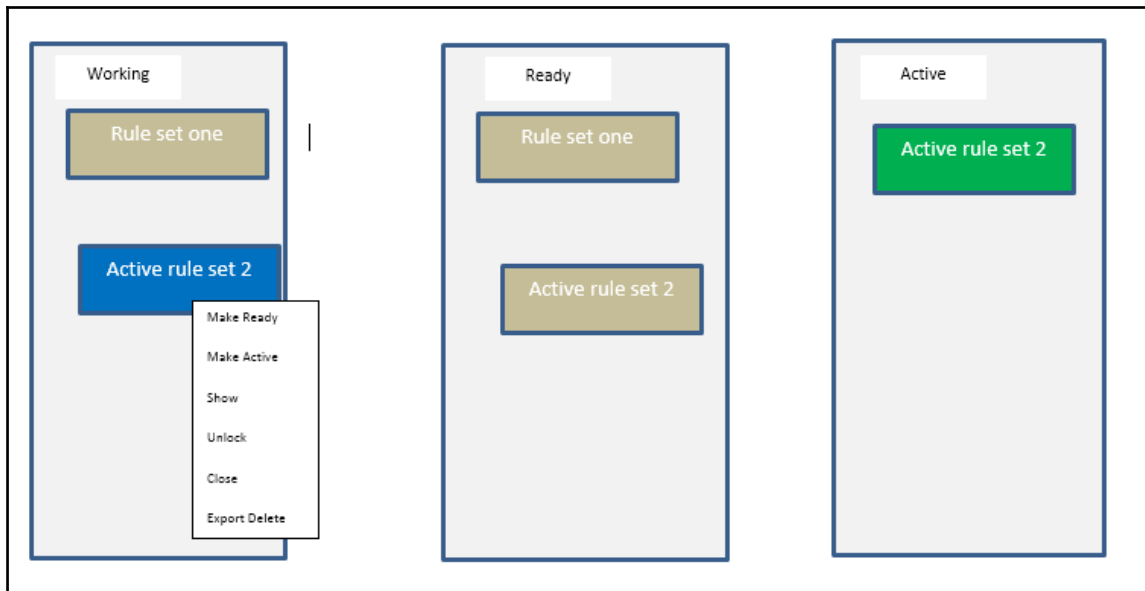 Working
Rule set one
Active rule set 2
Make Ready
Make Active
Show
Unlock
Close
Export Delete
Ready
Rule set one
Active rule set 2
Active
Active rule set 2